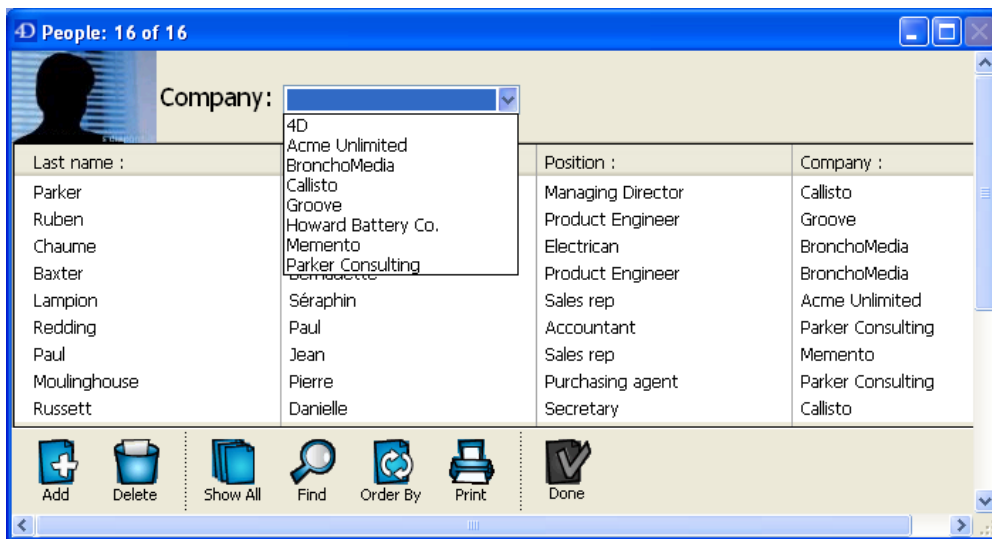 4D People: 16 of 16
Company:
4D
Acme Unlimited
BronchoMedia
Callisto
Groove
Howard Battery Co.
Memento
Parker Consulting
Last name : Position : Company :
Parker Managing Director Callisto
Ruben Product Engineer Groove
Chaume Electrican BronchoMedia
Baxter Bernadette Product Engineer BronchoMedia
Lampion Séraphin Sales rep Acme Unlimited
Redding Paul Accountant Parker Consulting
Paul Jean Sales rep Memento
Moulinghouse Pierre Purchasing agent Parker Consulting
Russett Danielle Secretary Callisto
Add Delete Show All Find Order By Print Done